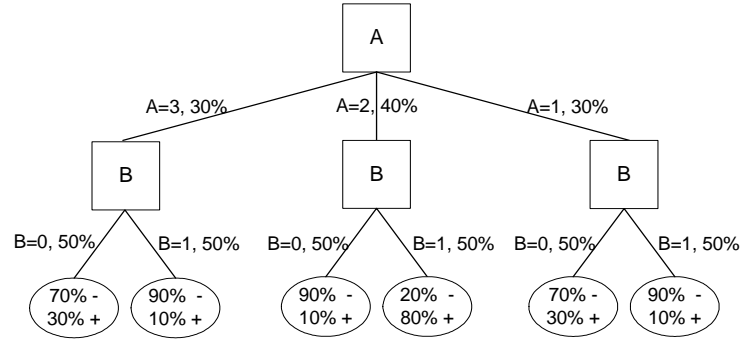 A
A=3, 30%
A=2, 40%
A=1, 30%
B
B
B
B=0, 50%
B=1, 50%
B=0, 50%
B=1, 50%
B=0, 50%
B=1, 50%
70% -
30% +
90% -
10% +
90% -
10% +
20% -
80% +
70% -
30% +
90% -
10% +